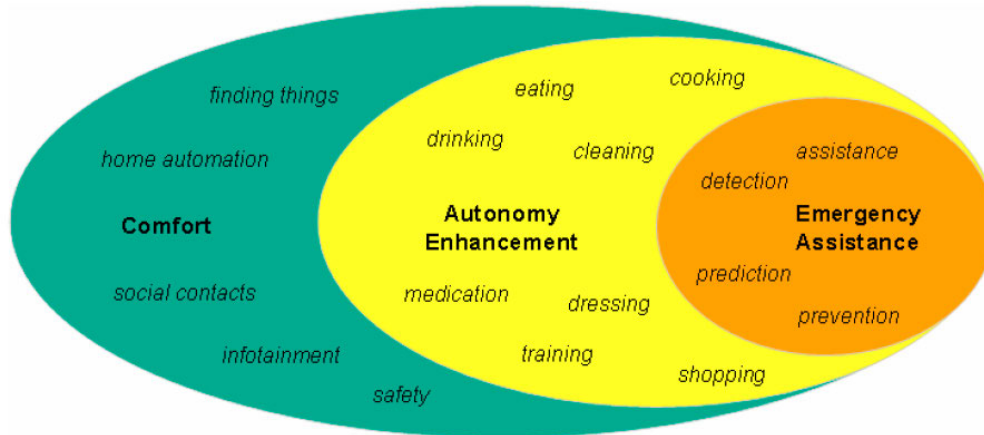 finding things
home automation
Comfort
social contacts
infotainment
safety
eating
cooking
drinking
cleaning
Autonomy
Enhancement
medication
dressing
training
shopping
assistance
detection
Emergency
Assistance
prediction
prevention